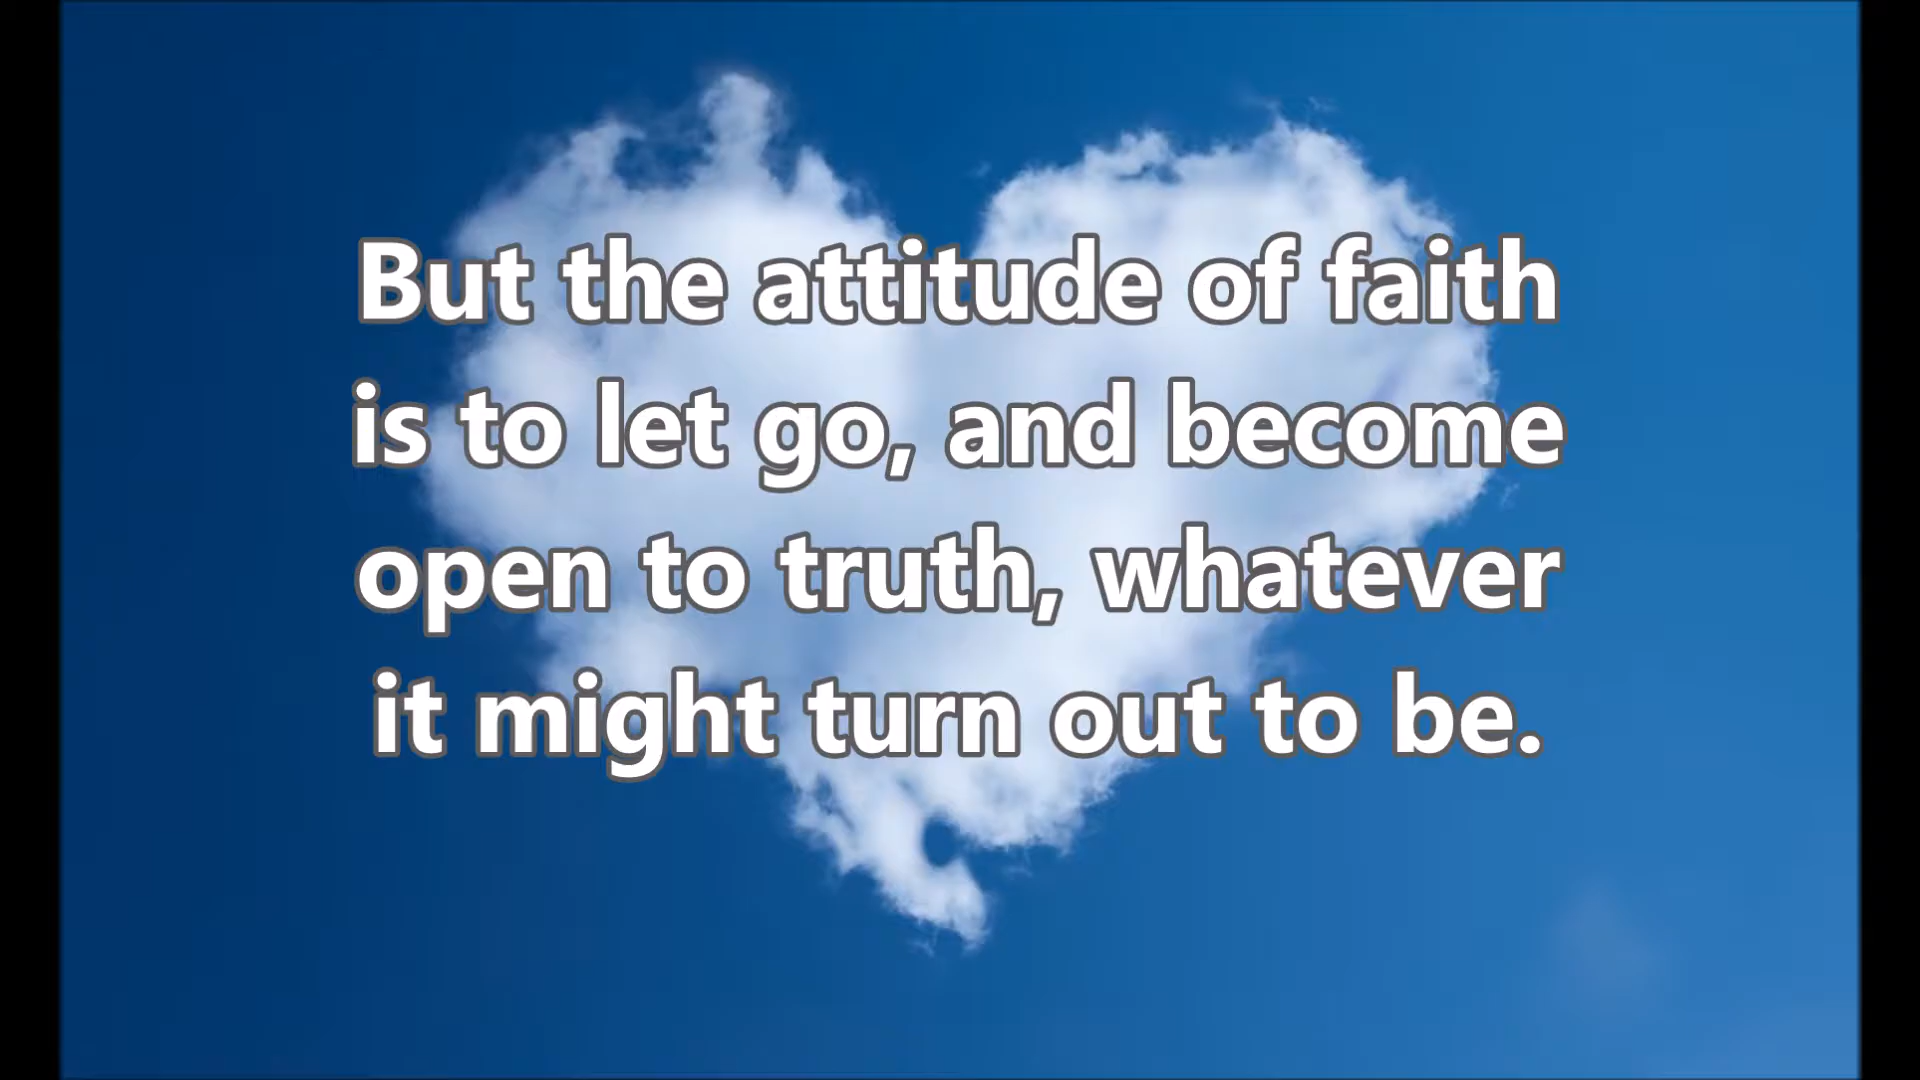 But the attitude of faith
is to let go, and become
open to truth, whatever
it might turn out to be.